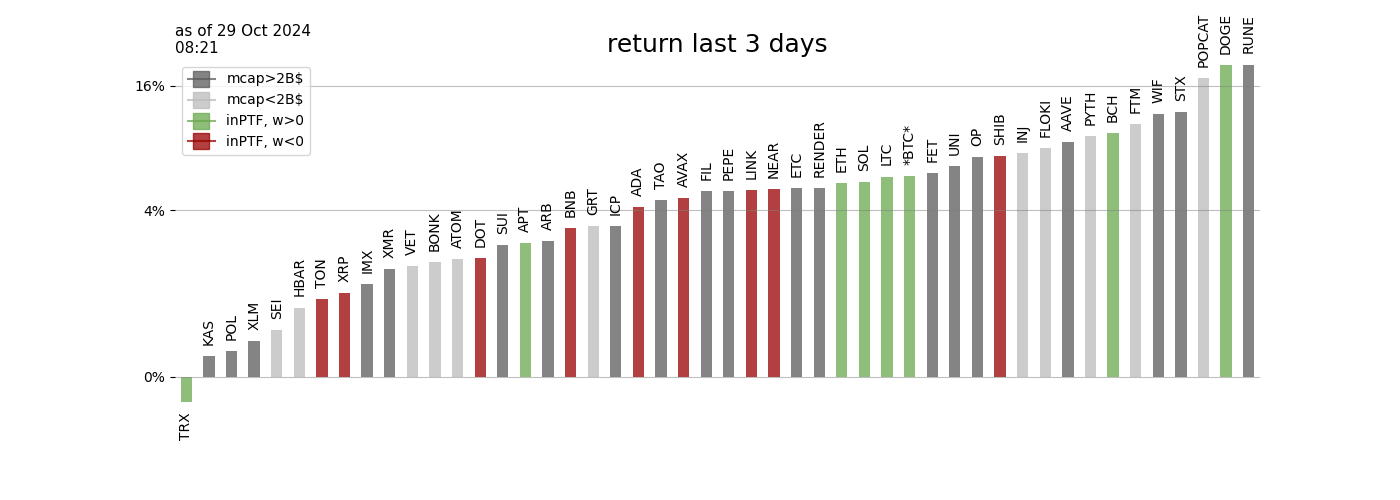 as of 29 Oct 2024
08:21
return last 3 days
mcap>2B$
mcap<2B$
inPTF, w>0
inPTF, w<0
16%
4%
0%
TRX
KAS
POL
XLM
SEI
HBAR
TON
XRP
IMX
XMR
VET
BONK
ATOM
DOT
SUI
APT
ARB
BNB
GRT
ICP
ADA
TAO
AVAX
FIL
PEPE
LINK
NEAR
ETC
RENDER
ETH
SOL
LTC
*BTC*
FET
UNI
OP
SHIB
INJ
FLOKI
AAVE
PYTH
BCH
FTM
WIF
STX
POPCAT
DOGE
RUNE